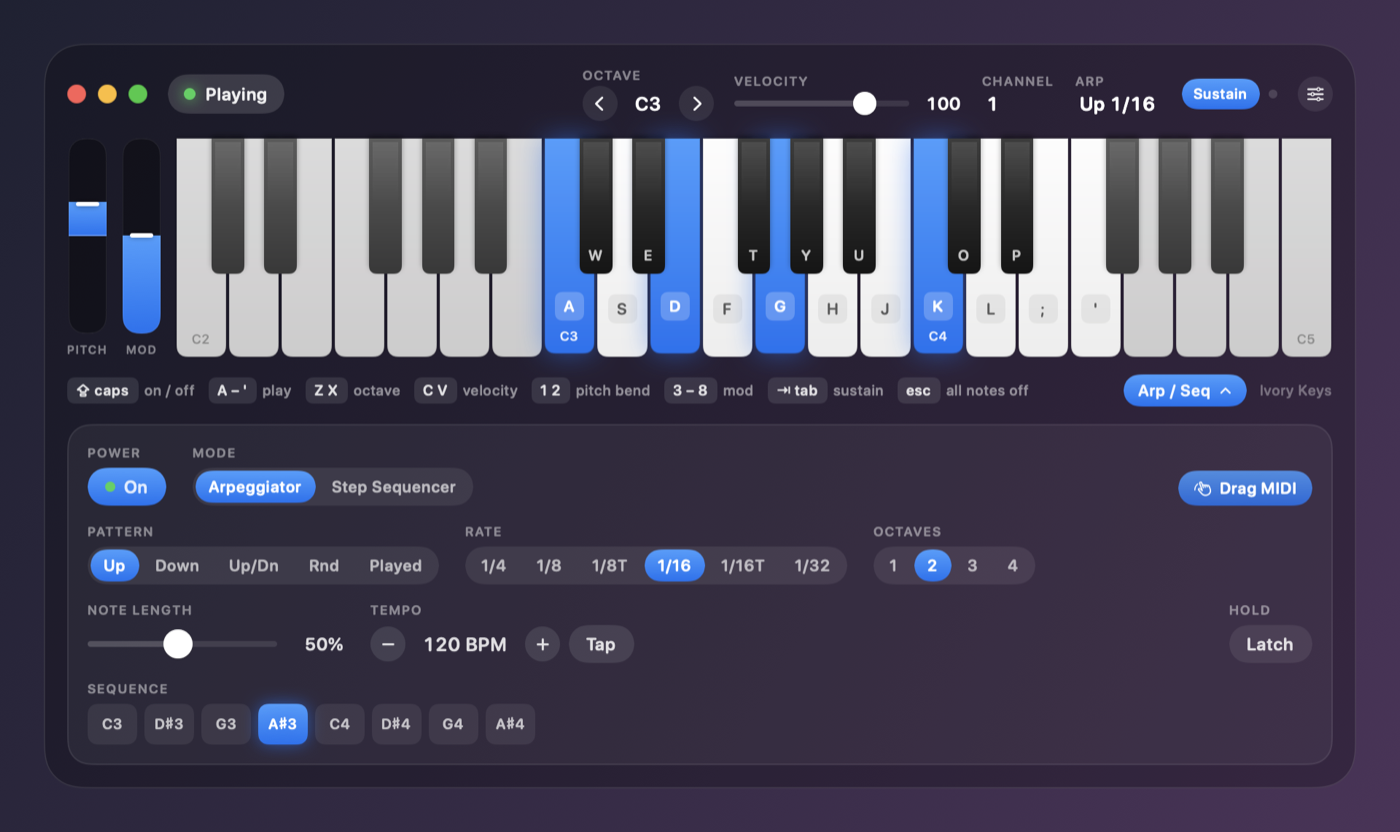 Playing
OCTAVE
C3
VELOCITY
100
CHANNEL
1
ARP
Up 1/16
Sustain
W E T Y U O P
A S D F G H J K L ; '
C2 C3 C4 C5
PITCH MOD
caps on / off A – ' play Z X octave C V velocity 1 2 pitch bend 3 – 8 mod tab sustain esc all notes off Arp / Seq Ivory Keys
POWER MODE
On Arpeggiator Step Sequencer Drag MIDI
PATTERN RATE OCTAVES
Up Down Up/Dn Rnd Played 1/4 1/8 1/8T 1/16 1/16T 1/32 1 2 3 4
NOTE LENGTH TEMPO HOLD
50% − 120 BPM + Tap Latch
SEQUENCE
C3 D#3 G3 A#3 C4 D#4 G4 A#4